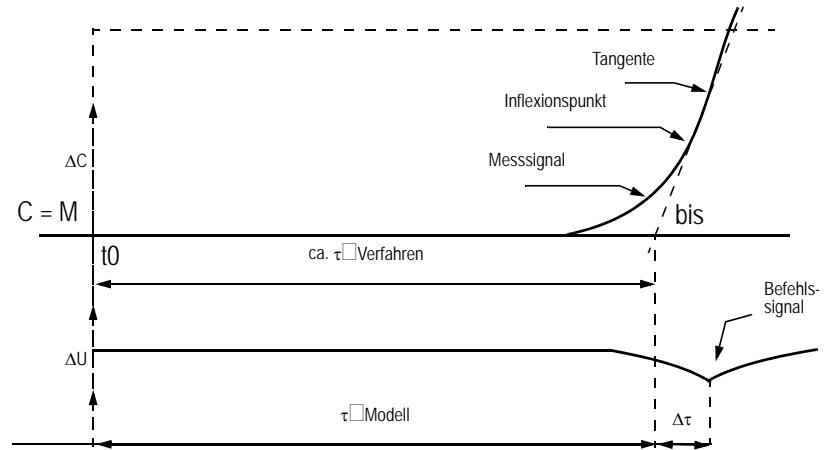 Tangente
Inflexionspunkt
ΔC
Messsignal
C = M
bis
t0
ca. τ□Verfahren
Befehls-
signal
ΔU
τ□Modell
Δτ